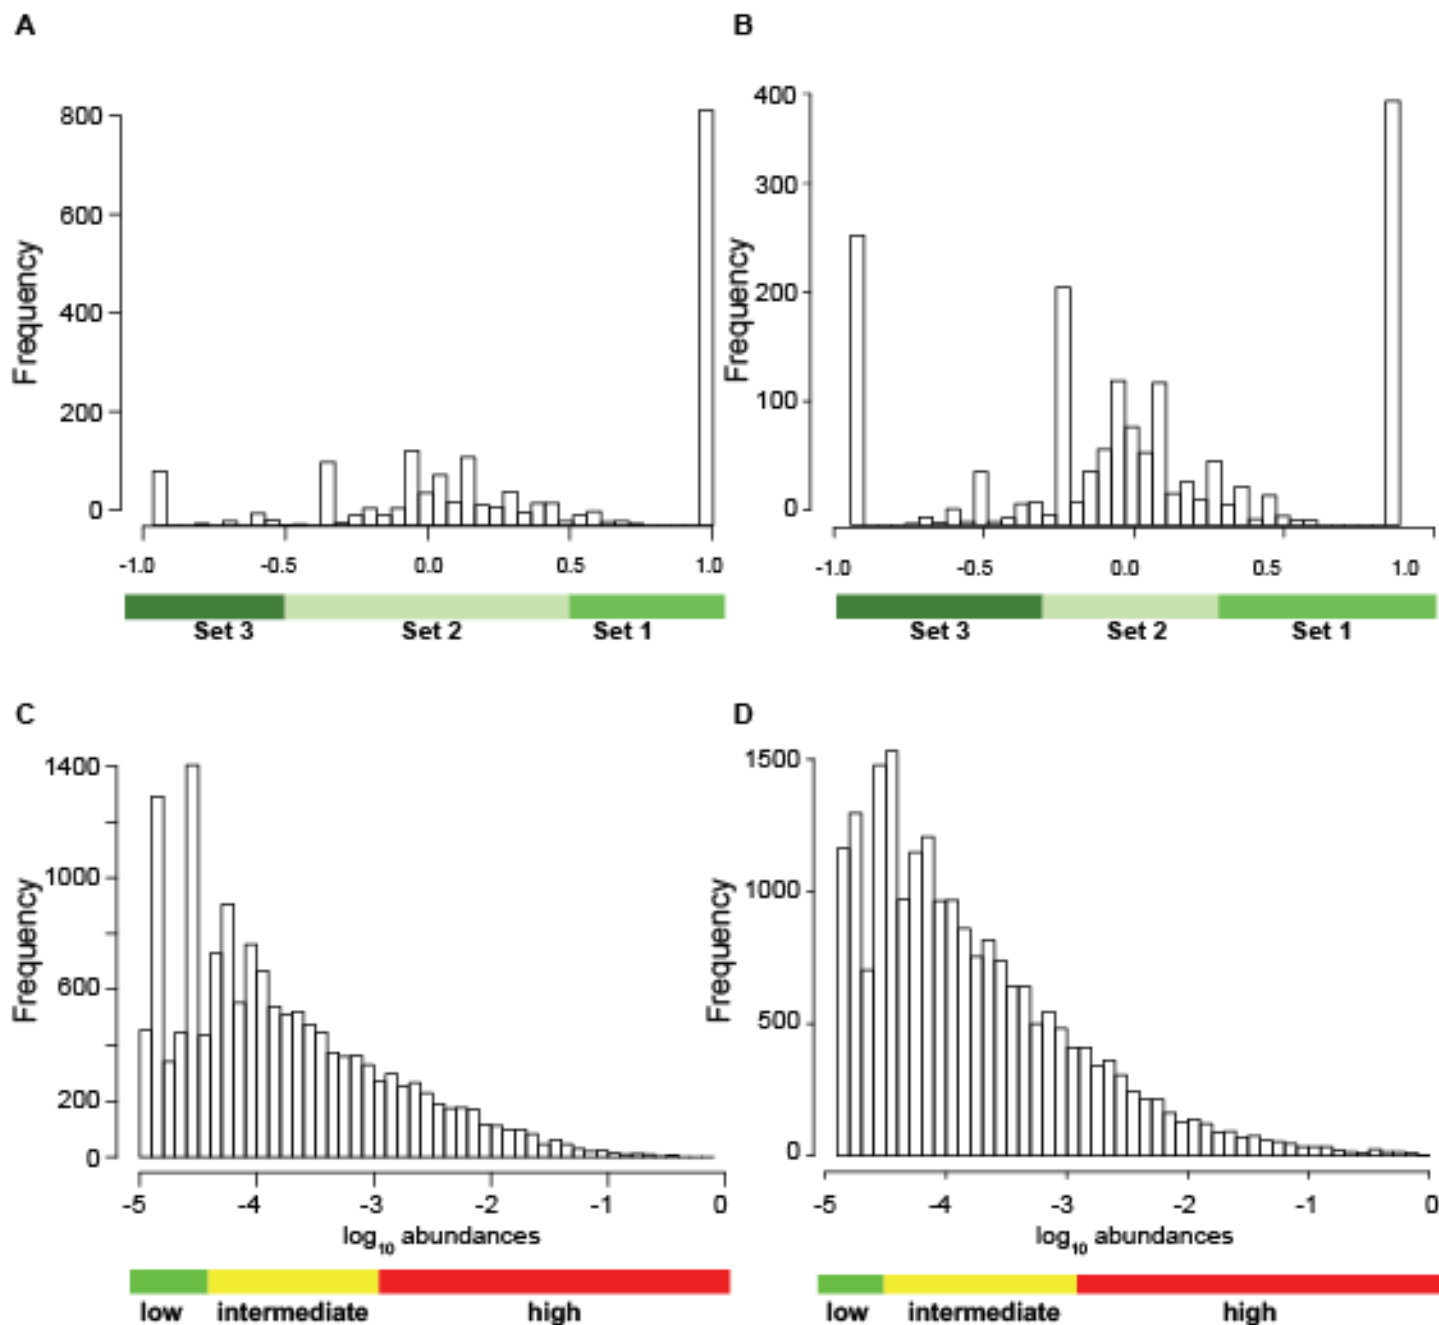 A
B
Frequency
800
600
400
200
0
-1.0
-0.5
0.0
0.5
1.0
Set 3
Set 2
Set 1
Frequency
400
300
200
100
0
-1.0
-0.5
0.0
0.5
1.0
Set 3
Set 2
Set 1
C
D
Frequency
1400
1000
600
200
0
-5
-4
-3
-2
-1
0
log10 abundances
low
intermediate
high
Frequency
1500
1000
500
0
-5
-4
-3
-2
-1
0
log10 abundances
low
intermediate
high